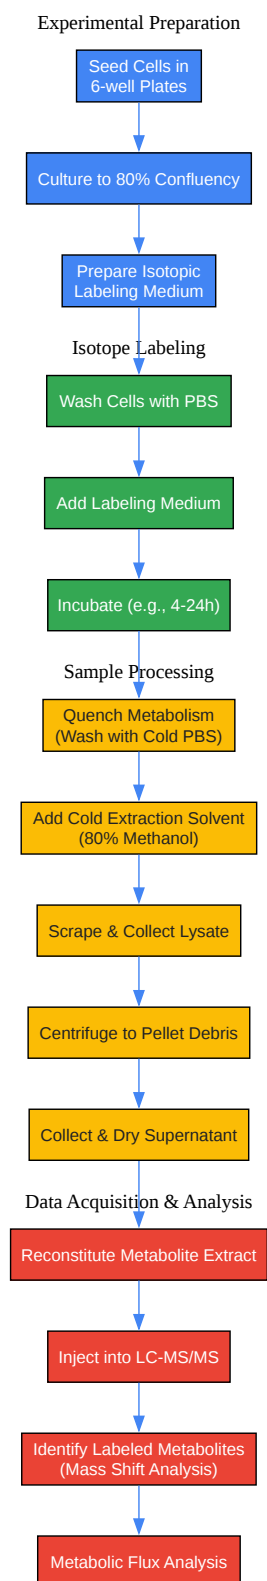 Experimental Preparation
Seed Cells in
6-well Plates
Culture to 80% Confluency
Prepare Isotopic
Labeling Medium
Isotope Labeling
Wash Cells with PBS
Add Labeling Medium
Incubate (e.g., 4-24h)
Sample Processing
Quench Metabolism
(Wash with Cold PBS)
Add Cold Extraction Solvent
(80% Methanol)
Scrape & Collect Lysate
Centrifuge to Pellet Debris
Collect & Dry Supernatant
Data Acquisition & Analysis
Reconstitute Metabolite Extract
Inject into LC-MS/MS
Identify Labeled Metabolites
(Mass Shift Analysis)
Metabolic Flux Analysis